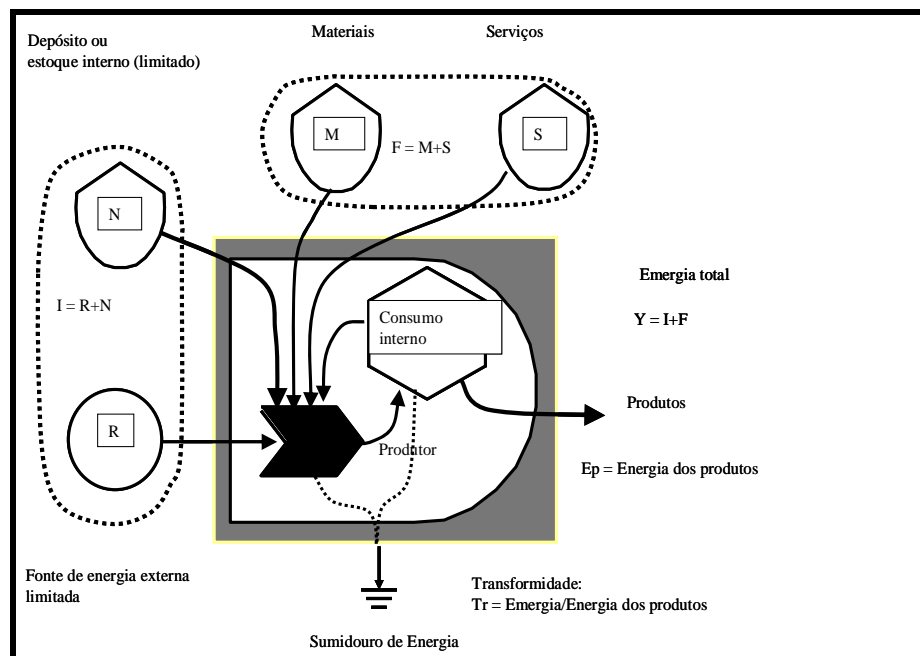 Depósito ou
estoque interno (limitado)
Materiais
Serviços
M
F = M+S
S
N
I = R+N
Emergia total
Y = I+F
Consumo
interno
R
Produtor
Produtos
Ep = Energia dos produtos
Fonte de energia externa
limitada
Transformidade:
Tr = Emergia/Energia dos produtos
Sumidouro de Energia